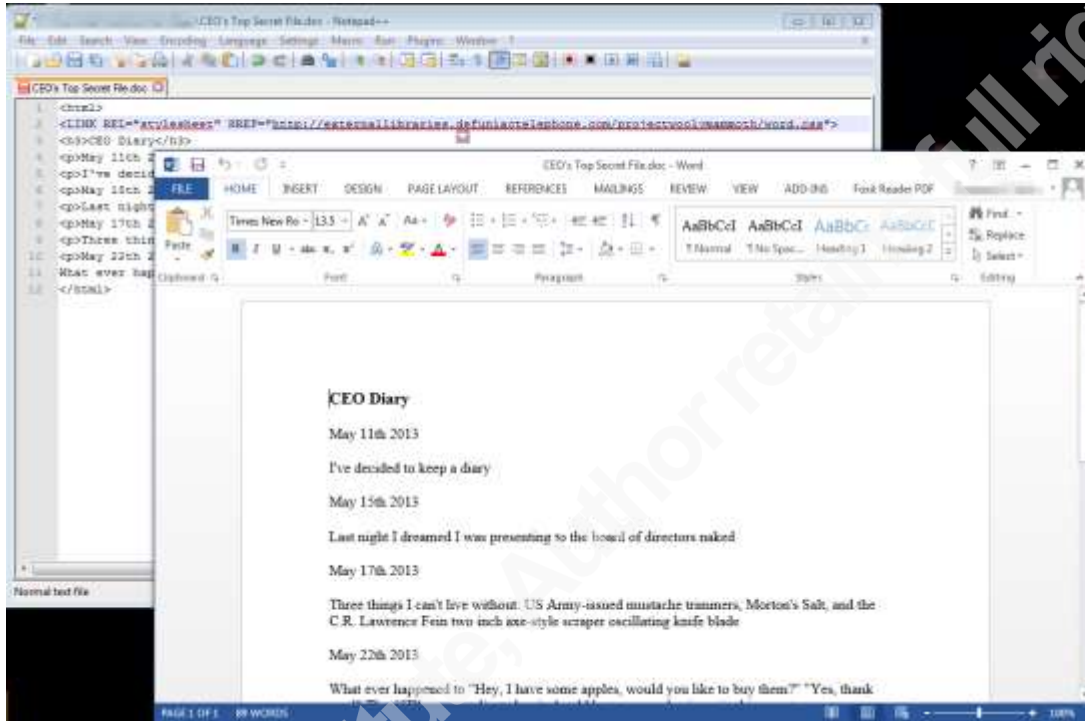 CEO's Top Secret File.doc - Notepad++
File Edit Search View Encoding Language Settings Macro Run Plugins Window ?
CEO's Top Secret File.doc
1 <html>
2 <LINK REL="stylesheet" HREF="http://externallibraries.defuniactelephone.com/projectwoolymammoth/word.css">
3 <h3>CEO Diary</h3>
4 <p>May 11th 2
5 <p>I've decid
6 <p>May 15th 2
7 <p>Last night
8 <p>May 17th 2
9 <p>Three thin
10 <p>May 22th 2
11 What ever hap
12 </html>
Normal text file
CEO's Top Secret File.doc - Word
FILE HOME INSERT DESIGN PAGE LAYOUT REFERENCES MAILINGS REVIEW VIEW ADD-INS Foxit Reader PDF
Paste
Times New Ro 13.5
AaBbCcI AaBbCcI AaBbCc AaBbCcC
¶ Normal ¶ No Spac... Heading 1 Heading 2
Find
Replace
Select
Clipboard Font Paragraph Styles Editing
CEO Diary
May 11th 2013
I've decided to keep a diary
May 15th 2013
Last night I dreamed I was presenting to the board of directors naked
May 17th 2013
Three things I can't live without: US Army-issued mustache trimmers, Morton's Salt, and the
C.R. Lawrence Fein two inch axe-style scraper oscillating knife blade
May 22th 2013
What ever happened to "Hey, I have some apples, would you like to buy them?" "Yes, thank
PAGE 1 OF 1 89 WORDS
100%
Author retains full ri